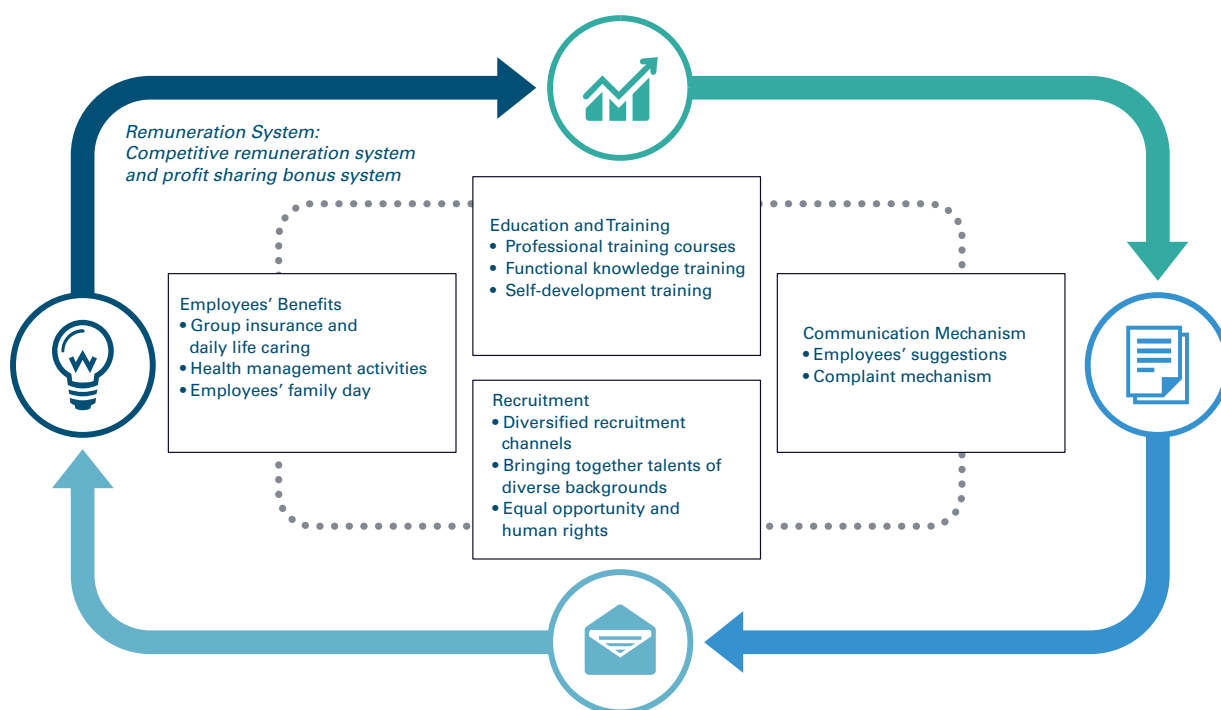 Remuneration System:
Competitive remuneration system
and profit sharing bonus system
Education and Training
• Professional training courses
• Functional knowledge training
• Self-development training
Employees’ Benefits
• Group insurance and
daily life caring
• Health management activities
• Employees’ family day
Communication Mechanism
• Employees’ suggestions
• Complaint mechanism
Recruitment
• Diversified recruitment
channels
• Bringing together talents of
diverse backgrounds
• Equal opportunity and
human rights